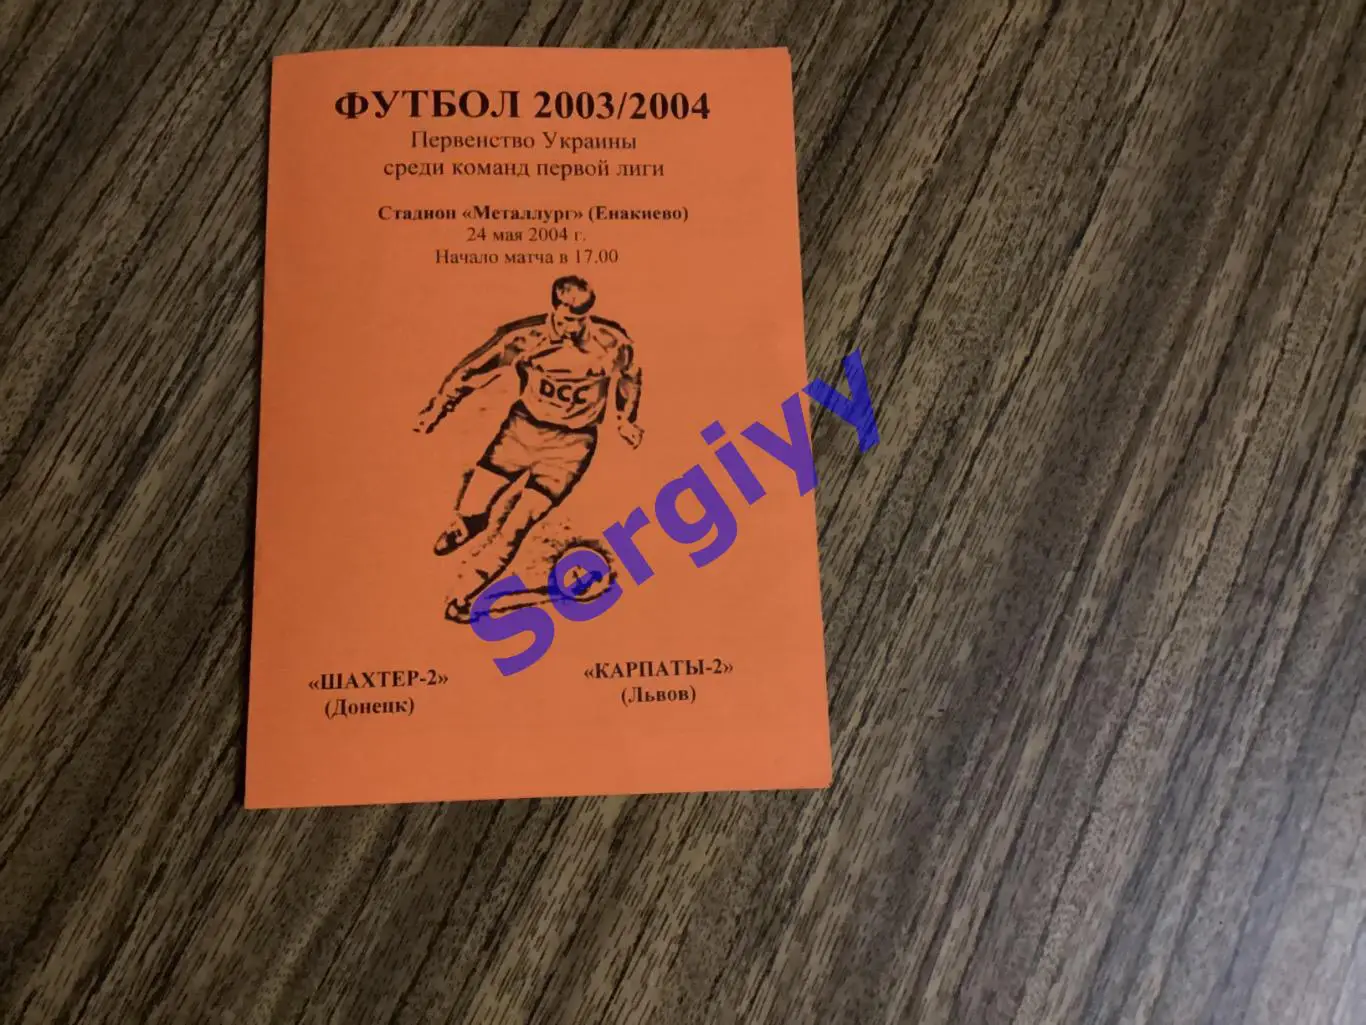 ФУТБОЛ 2003/2004
Первенство Украины
среди команд первой лиги
Стадион «Металлург» (Енакиево)
24 мая 2004 г.
Начало матча в 17.00
DCC
Sergiyy
«ШАХТЕР-2»
(Донецк)
«КАРПАТЫ-2»
(Львов)